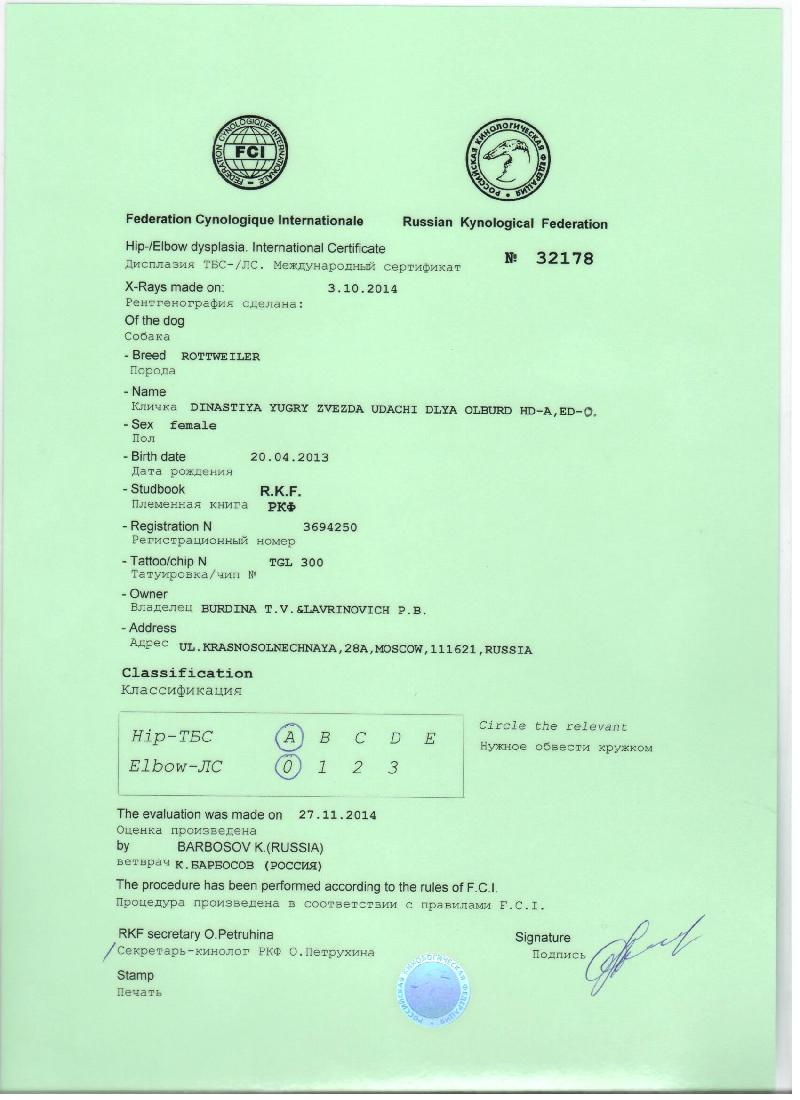 FEDERATION CYNOLOGIQUE INTERNATIONALE
FCI
РОССИЙСКАЯ КИНОЛОГИЧЕСКАЯ ФЕДЕРАЦИЯ
Federation Cynologique Internationale Russian Kynological Federation
Hip-/Elbow dysplasia. International Certificate
№ 32178
Дисплазия ТБС-/ЛС. Международный сертификат
X-Rays made on: 3.10.2014
Рентгенография сделана:
Of the dog
Собака
- Breed ROTTWEILER
Порода
- Name
Кличка DINASTIYA YUGRY ZVEZDA UDACHI DLYA OLBURD HD-A,ED-O.
- Sex female
Пол
- Birth date 20.04.2013
Дата рождения
- Studbook R.K.F.
Племенная книга РКФ
- Registration N 3694250
Регистрационный номер
- Tattoo/chip N TGL 300
Татуировка/чип №
- Owner
Владелец BURDINA T.V.&LAVRINOVICH P.B.
- Address
Адрес UL.KRASNOSOLNECHNAYA,28A,MOSCOW,111621,RUSSIA
Classification
Классификация
Hip-ТБС A B C D E
Elbow-ЛС 0 1 2 3
Circle the relevant
Нужное обвести кружком
The evaluation was made on 27.11.2014
Оценка произведена
by BARBOSOV K.(RUSSIA)
ветврач К.БАРБОСОВ (РОССИЯ)
The procedure has been performed according to the rules of F.C.I.
Процедура произведена в соответствии с правилами F.C.I.
RKF secretary O.Petruhina Signature
Секретарь-кинолог РКФ О.Петрухина Подпись
Stamp
Печать